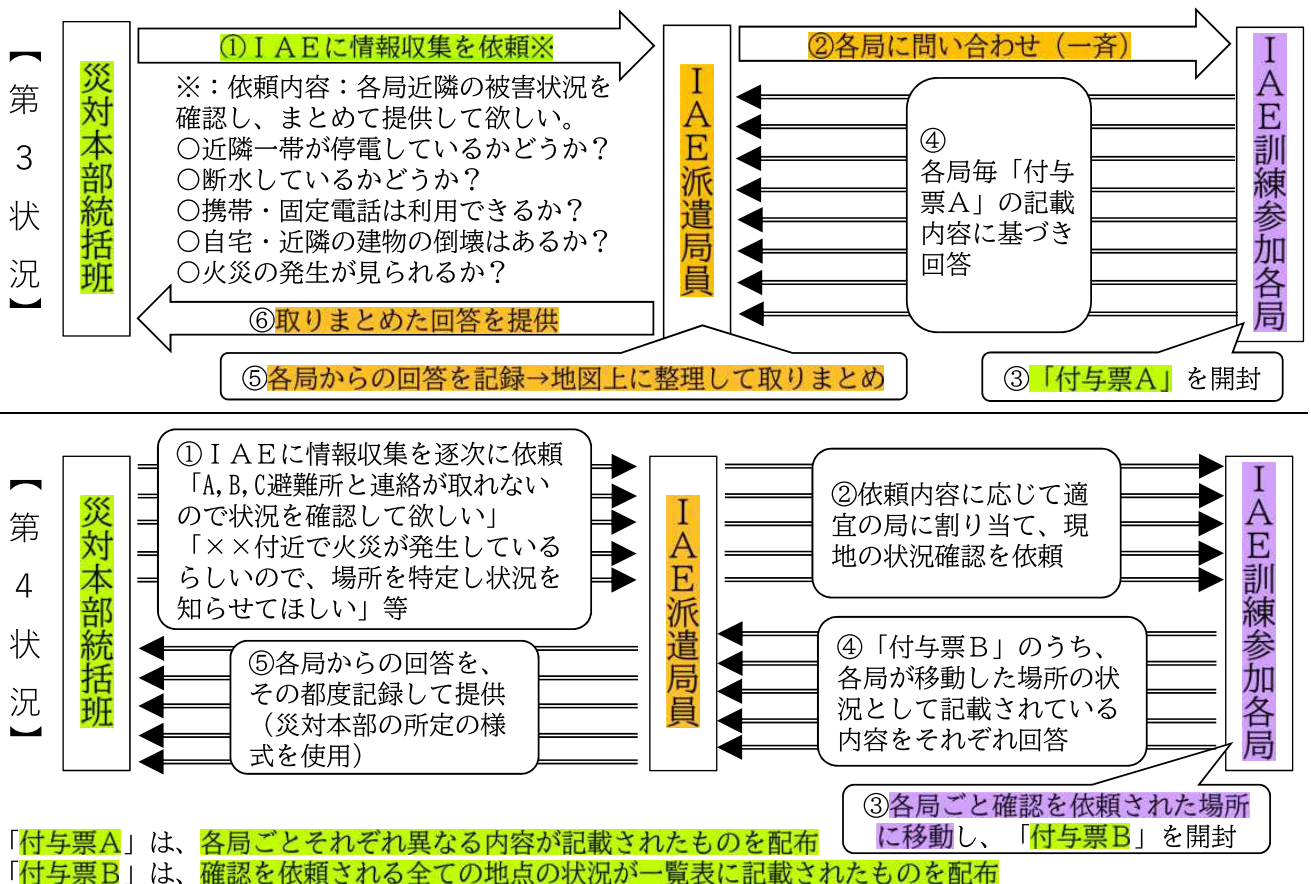 【第3状況】
災対本部統括班
①ＩＡＥに情報収集を依頼※
※：依頼内容：各局近隣の被害状況を
確認し、まとめて提供して欲しい。
○近隣一帯が停電しているかどうか？
○断水しているかどうか？
○携帯・固定電話は利用できるか？
○自宅・近隣の建物の倒壊はあるか？
○火災の発生が見られるか？
⑥取りまとめた回答を提供
ＩＡＥ派遣局員
②各局に問い合わせ（一斉）
④
各局毎「付与
票Ａ」の記載
内容に基づき
回答
ＩＡＥ訓練参加各局
⑤各局からの回答を記録→地図上に整理して取りまとめ
③「付与票Ａ」を開封
【第4状況】
災対本部統括班
①ＩＡＥに情報収集を逐次に依頼
「A,B,C避難所と連絡が取れない
ので状況を確認して欲しい」
「××付近で火災が発生している
らしいので、場所を特定し状況を
知らせてほしい」等
⑤各局からの回答を、
その都度記録して提供
（災対本部の所定の様
式を使用）
ＩＡＥ派遣局員
②依頼内容に応じて適
宜の局に割り当て、現
地の状況確認を依頼
④「付与票Ｂ」のうち、
各局が移動した場所の状
況として記載されている
内容をそれぞれ回答
ＩＡＥ訓練参加各局
③各局ごと確認を依頼された場所
に移動し、「付与票Ｂ」を開封
「付与票Ａ」は、各局ごとそれぞれ異なる内容が記載されたものを配布
「付与票Ｂ」は、確認を依頼される全ての地点の状況が一覧表に記載されたものを配布